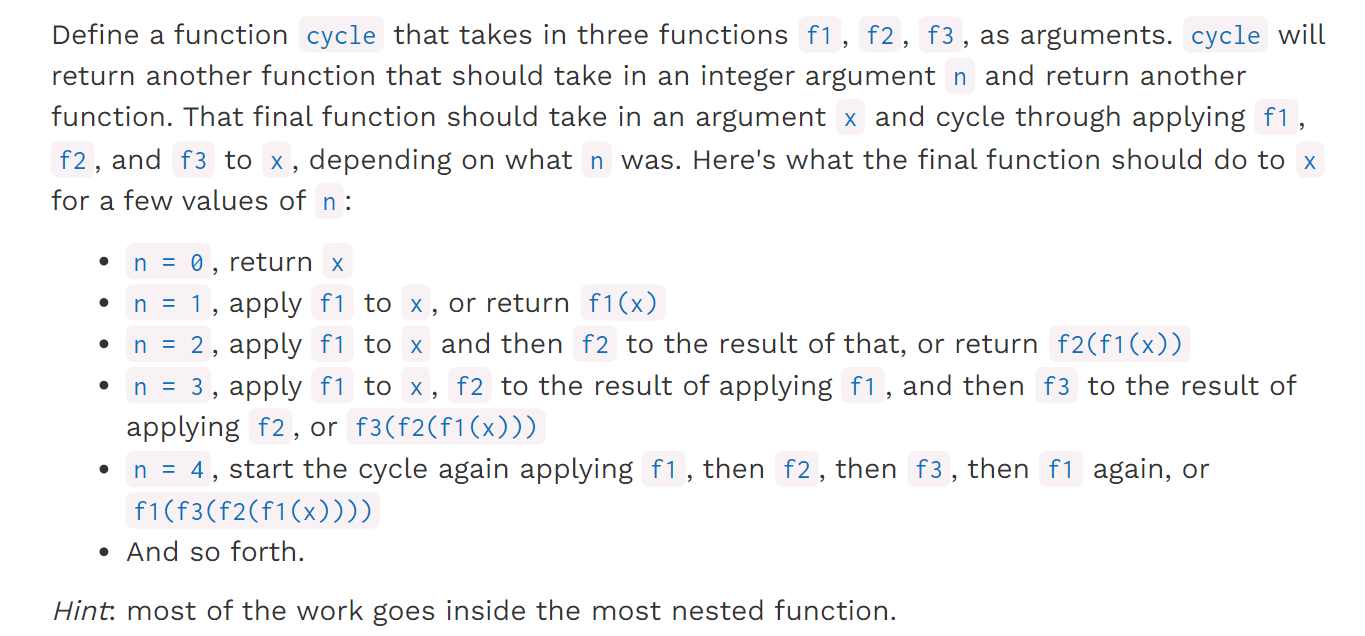 Define a function cycle that takes in three functions f1, f2, f3, as arguments. cycle will
return another function that should take in an integer argument n and return another
function. That final function should take in an argument x and cycle through applying f1,
f2, and f3 to x, depending on what n was. Here's what the final function should do to x
for a few values of n:
• n = 0, return x
• n = 1, apply f1 to x, or return f1(x)
• n = 2, apply f1 to x and then f2 to the result of that, or return f2(f1(x))
• n = 3, apply f1 to x, f2 to the result of applying f1, and then f3 to the result of
applying f2, or f3(f2(f1(x)))
• n = 4, start the cycle again applying f1, then f2, then f3, then f1 again, or
f1(f3(f2(f1(x))))
• And so forth.
Hint: most of the work goes inside the most nested function.